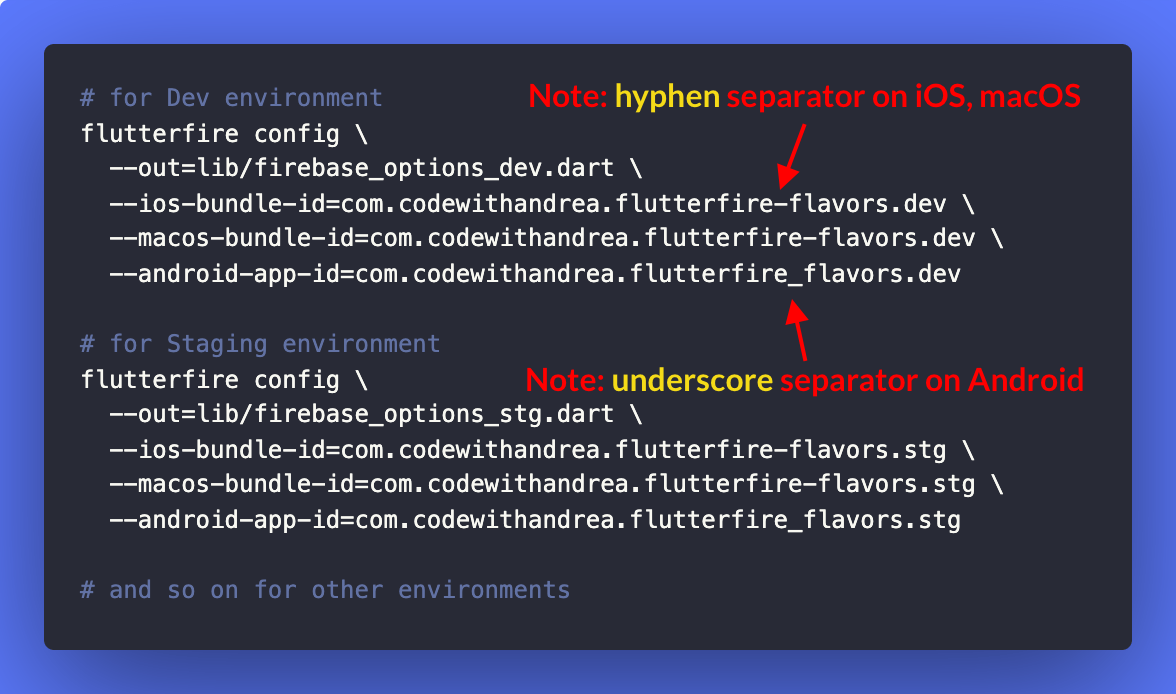 # for Dev environment
Note: hyphen separator on iOS, macOS
flutterfire config \
--out=lib/firebase_options_dev.dart \
--ios-bundle-id=com.codewithandrea.flutterfire-flavors.dev \
--macos-bundle-id=com.codewithandrea.flutterfire-flavors.dev \
--android-app-id=com.codewithandrea.flutterfire_flavors.dev
# for Staging environment
flutterfire config \
Note: underscore separator on Android
--out=lib/firebase_options_stg.dart \
--ios-bundle-id=com.codewithandrea.flutterfire-flavors.stg \
--macos-bundle-id=com.codewithandrea.flutterfire-flavors.stg \
--android-app-id=com.codewithandrea.flutterfire_flavors.stg
# and so on for other environments